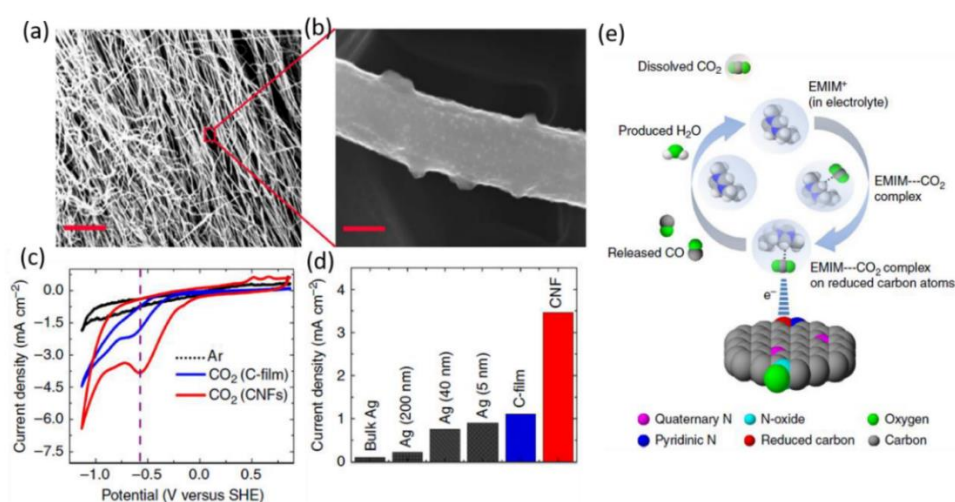 (a)
(b)
(c)
0.0
−1.5
−3.0
−4.5
−6.0
−7.5
Current density (mA cm⁻²)
Ar
CO₂ (C-film)
CO₂ (CNFs)
−1.0
−0.5
0.0
0.5
Potential (V versus SHE)
(d)
4
3
2
1
0
Current density (mA cm⁻²)
Bulk Ag
Ag (200 nm)
Ag (40 nm)
Ag (5 nm)
C-film
CNF
(e)
Dissolved CO₂
EMIM⁺
(in electrolyte)
Produced H₂O
EMIM---CO₂
complex
Released CO
EMIM---CO₂ complex
on reduced carbon atoms
e⁻
Quaternary N
N-oxide
Oxygen
Pyridinic N
Reduced carbon
Carbon